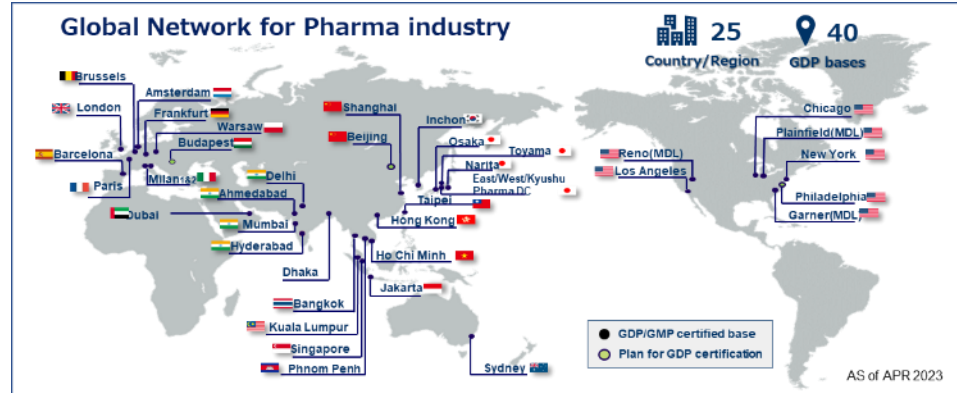 Global Network for Pharma industry
25
Country/Region
40
GDP bases
Brussels
Amsterdam
London
Frankfurt
Warsaw
Budapest
Barcelona
Paris
Milan 1&2
Delhi
Ahmedabad
Dubai
Mumbai
Hyderabad
Dhaka
Bangkok
Kuala Lumpur
Singapore
Phnom Penh
Shanghai
Beijing
Inchon
Osaka
Toyama
Narita
East/West/Kyushu
Pharma DC
Taipei
Hong Kong
Ho Chi Minh
Jakarta
Sydney
Chicago
Plainfield(MDL)
Reno(MDL)
New York
Los Angeles
Philadelphia
Garner(MDL)
GDP/GMP certified base
Plan for GDP certification
AS of APR 2023